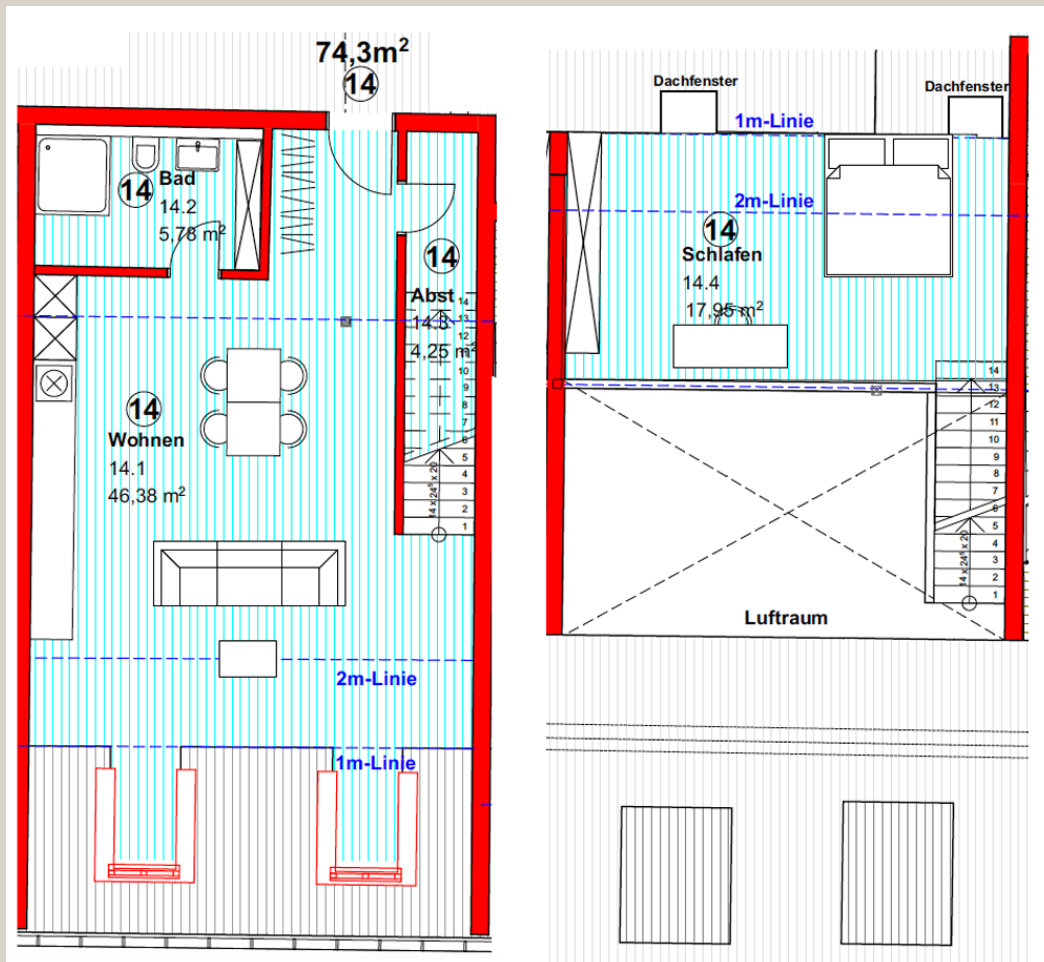 74,3m²
14
14
Bad
14.2
5,78 m²
14
Abst
14.3
4,25 m²
14
13
12
11
10
9
8
7
6
5
4
3
2
1
14 x 24⁵ x 20
14
Wohnen
14.1
46,38 m²
2m-Linie
1m-Linie
Dachfenster
Dachfenster
1m-Linie
2m-Linie
14
Schlafen
14.4
17,95 m²
14
13
12
11
10
9
8
7
6
5
4
3
2
1
14 x 24⁵ x 20
Luftraum